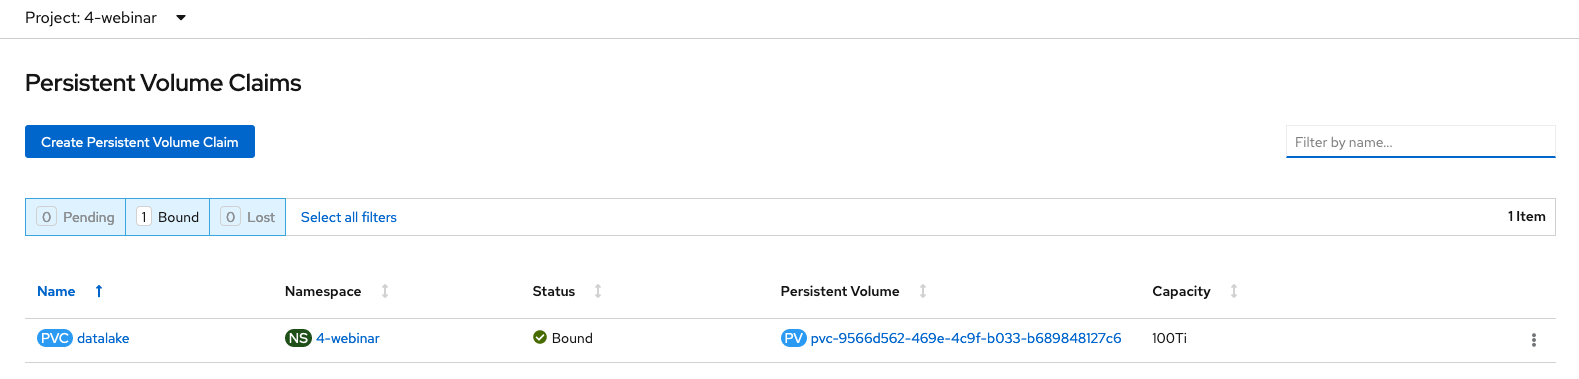 Project: 4-webinar
Persistent Volume Claims
Create Persistent Volume Claim
Filter by name...
0 Pending 1 Bound 0 Lost Select all filters 1 Item
Name Namespace Status Persistent Volume Capacity
PVC datalake NS 4-webinar Bound PV pvc-9566d562-469e-4c9f-b033-b689848127c6 100Ti